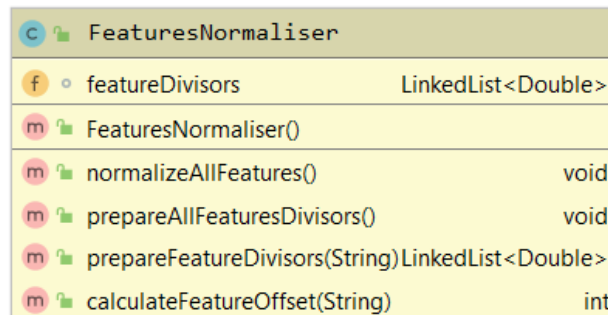 C FeaturesNormaliser
f featureDivisors LinkedList<Double>
m FeaturesNormaliser()
m normalizeAllFeatures() void
m prepareAllFeaturesDivisors() void
m prepareFeatureDivisors(String) LinkedList<Double>
m calculateFeatureOffset(String) int